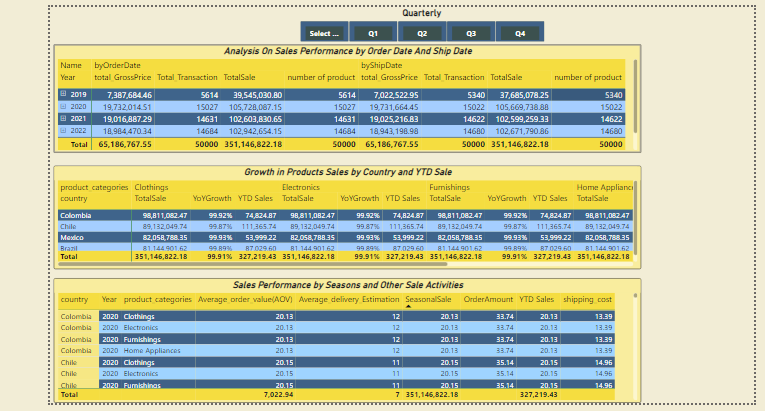 Quarterly
Select ... Q1 Q2 Q3 Q4
Analysis On Sales Performance by Order Date And Ship Date
Name byOrderDate byShipDate
Year total_GrossPrice Total_Transaction TotalSale number of product total_GrossPrice Total_Transaction TotalSale number of product
2019 7,387,684.46 5614 39,545,030.80 5614 7,022,522.95 5340 37,685,078.25 5340
2020 19,732,014.51 15027 105,728,087.15 15027 19,731,664.45 15022 105,669,738.88 15022
2021 19,016,887.29 14631 102,603,830.65 14631 19,025,216.83 14622 102,599,259.33 14622
2022 18,984,470.34 14684 102,942,654.15 14684 18,943,198.98 14680 102,671,790.86 14680
Total 65,186,767.55 50000 351,146,822.18 50000 65,186,767.55 50000 351,146,822.18 50000
Growth in Products Sales by Country and YTD Sale
product_categories Clothings Electronics Furnishings Home Applianc
country TotalSale YoYGrowth YTD Sales TotalSale YoYGrowth YTD Sales TotalSale YoYGrowth YTD Sales TotalSale
Colombia 98,811,082.47 99.92% 74,824.87 98,811,082.47 99.92% 74,824.87 98,811,082.47 99.92% 74,824.87 98,811,082.47
Chile 89,132,049.74 99.87% 111,365.74 89,132,049.74 99.87% 111,365.74 89,132,049.74 99.87% 111,365.74 89,132,049.74
Mexico 82,058,788.35 99.93% 53,999.22 82,058,788.35 99.93% 53,999.22 82,058,788.35 99.93% 53,999.22 82,058,788.35
Brazil 81,144,901.62 99.89% 87,029.60 81,144,901.62 99.89% 87,029.60 81,144,901.62 99.89% 87,029.60 81,144,901.62
Total 351,146,822.18 99.91% 327,219.43 351,146,822.18 99.91% 327,219.43 351,146,822.18 99.91% 327,219.43 351,146,822.18
Sales Performance by Seasons and Other Sale Activities
country Year product_categories Average_order_value(AOV) Average_delivery_Estimation SeasonalSale OrderAmount YTD Sales shipping_cost
Colombia 2020 Clothings 20.13 12 20.13 33.74 20.13 13.39
Colombia 2020 Electronics 20.13 12 20.13 33.74 20.13 13.39
Colombia 2020 Furnishings 20.13 12 20.13 33.74 20.13 13.39
Colombia 2020 Home Appliances 20.13 12 20.13 33.74 20.13 13.39
Chile 2020 Clothings 20.15 11 20.15 35.14 20.15 14.96
Chile 2020 Electronics 20.15 11 20.15 35.14 20.15 14.96
Chile 2020 Furnishings 20.15 11 20.15 35.14 20.15 14.96
Total 7,022.94 7 351,146,822.18 327,219.43